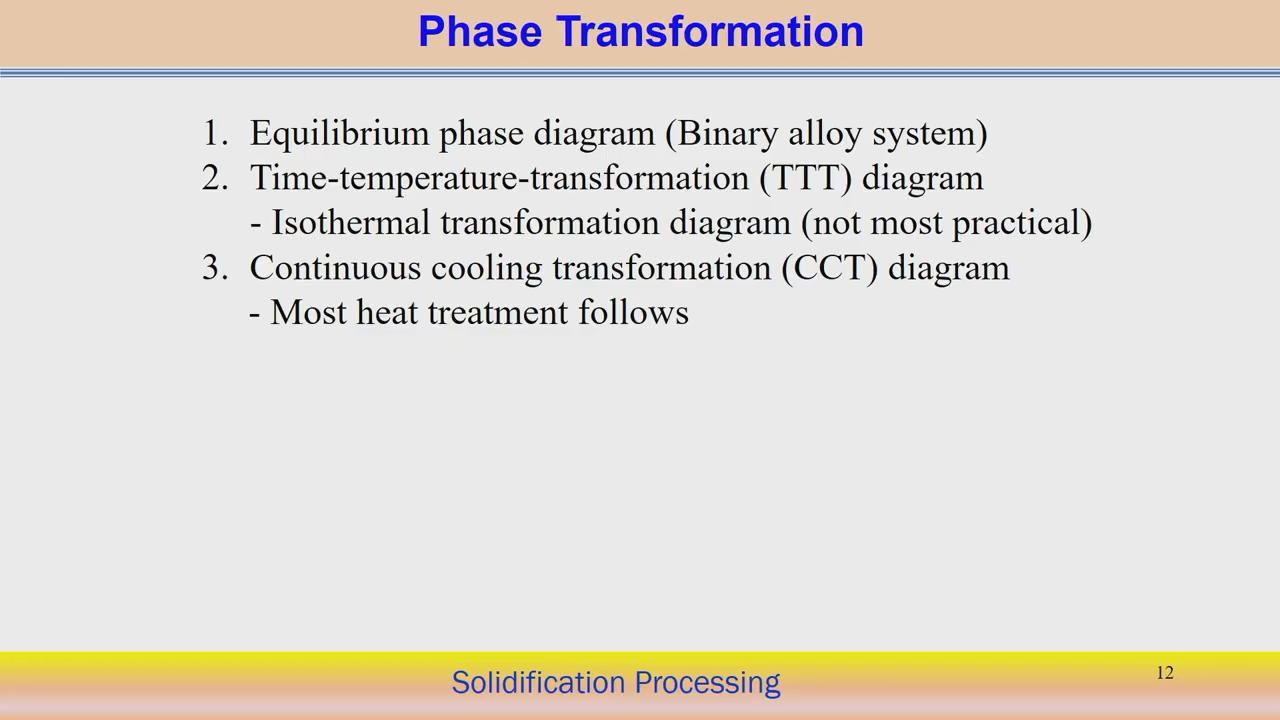 Phase Transformation
1. Equilibrium phase diagram (Binary alloy system)
2. Time-temperature-transformation (TTT) diagram
- Isothermal transformation diagram (not most practical)
3. Continuous cooling transformation (CCT) diagram
- Most heat treatment follows
Solidification Processing
12